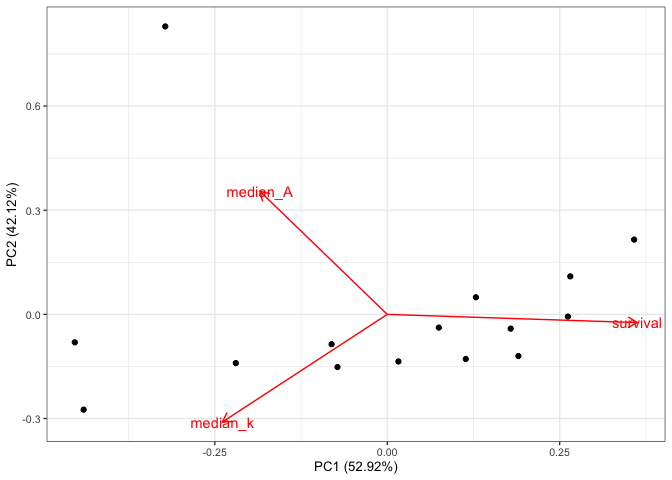 0.6
median_A
0.3
PC2 (42.12%)
0.0
survival
-0.3
median_k
-0.25
0.00
0.25
PC1 (52.92%)